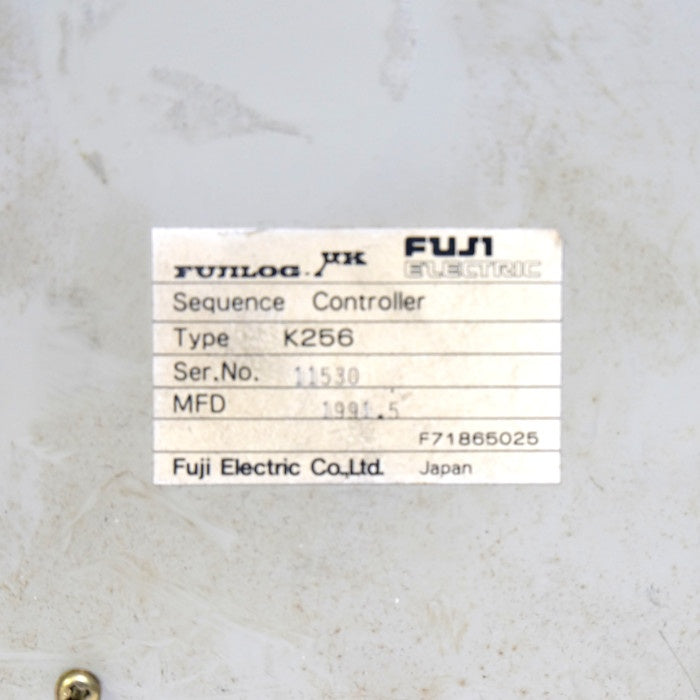 FUJILOG-μK FUJI ELECTRIC
Sequence Controller
Type K256
Ser.No. 11530
MFD 1991.5
F71865025
Fuji Electric Co.,Ltd. Japan